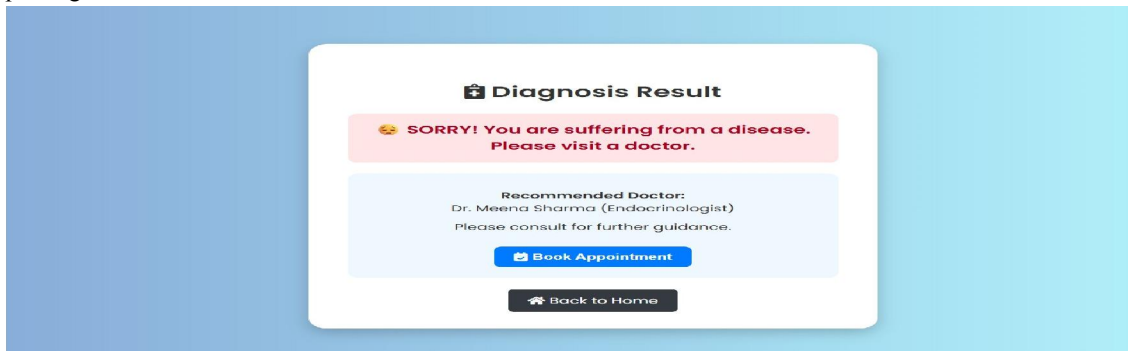 Diagnosis Result
SORRY! You are suffering from a disease.
Please visit a doctor.
Recommended Doctor:
Dr. Meena Sharma (Endocrinologist)
Please consult for further guidance.
Book Appointment
Back to Home